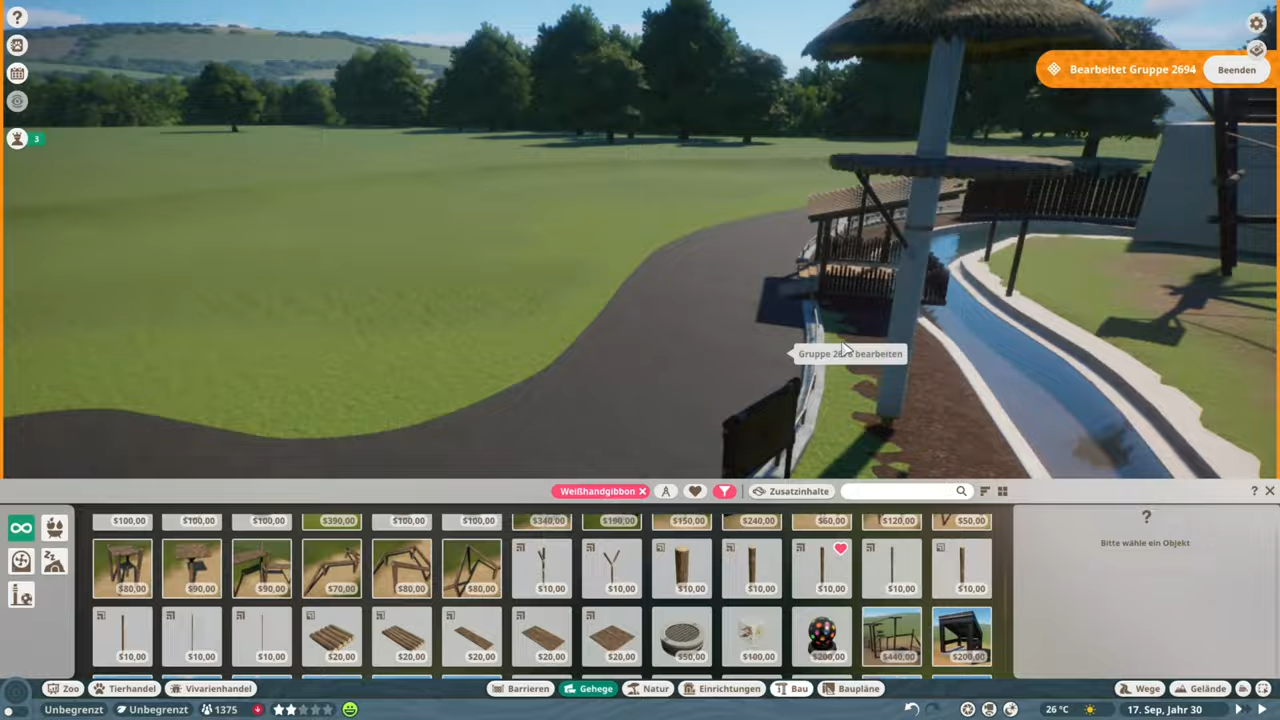 ?
Bearbeitet Gruppe 2694
Beenden
3
bearbeiten
Gruppe
Weißhandgibbon ×
Zusatzinhalte
? ×
$100,00 $100,00 $100,00 $390,00 $100,00 $100,00 $340,00 $190,00 $150,00 $240,00 $60,00 $120,00 $50,00
?
Bitte wähle ein Objekt
$80,00 $90,00 $90,00 $70,00 $80,00 $80,00 $10,00 $10,00 $10,00 $10,00 $10,00 $10,00 $10,00
$10,00 $10,00 $10,00 $20,00 $20,00 $20,00 $20,00 $20,00 $50,00 $100,00 $200,00 $440,00 $200,00
Zoo Tierhandel Vivarienhandel Barrieren Gehege Natur Einrichtungen Bau Baupläne Wege Gelände
Unbegrenzt Unbegrenzt 1375 26 °C 17. Sep, Jahr 30